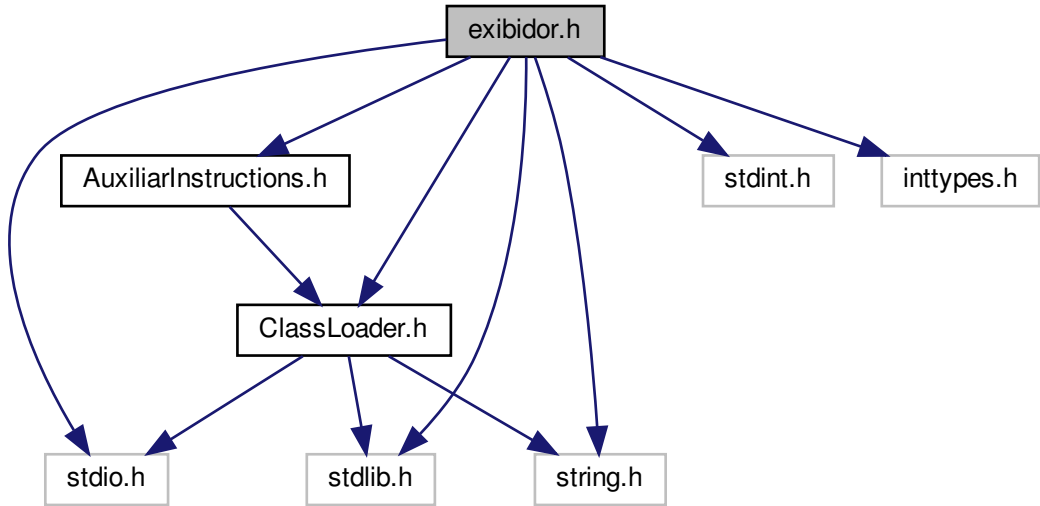 exibidor.h
AuxiliarInstructions.h
stdint.h
inttypes.h
ClassLoader.h
stdio.h
stdlib.h
string.h